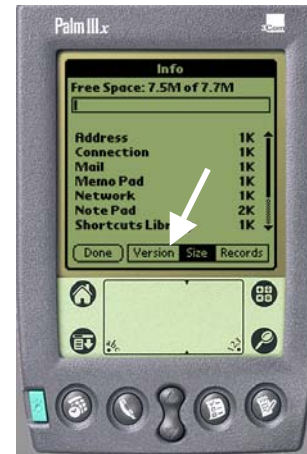 Palm IIIx
3Com
Info
Free Space: 7.5M of 7.7M
Address 1K
Connection 1K
Mail 1K
Memo Pad 1K
Network 1K
Note Pad 2K
Shortcuts Libr 1K
Done Version Size Records